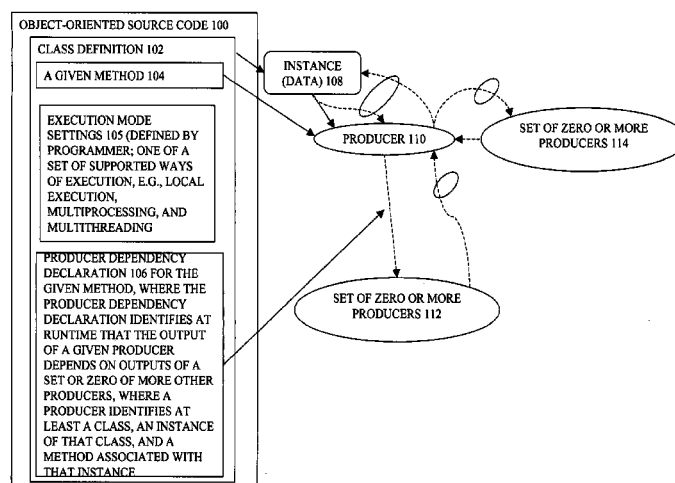 OBJECT-ORIENTED SOURCE CODE 100
CLASS DEFINITION 102
A GIVEN METHOD 104
EXECUTION MODE
SETTINGS 105 (DEFINED BY
PROGRAMMER; ONE OF A
SET OF SUPPORTED WAYS
OF EXECUTION, E.G., LOCAL
EXECUTION,
MULTIPROCESSING, AND
MULTITHREADING
PRODUCER DEPENDENCY
DECLARATION 106 FOR THE
GIVEN METHOD, WHERE THE
PRODUCER DEPENDENCY
DECLARATION IDENTIFIES AT
RUNTIME THAT THE OUTPUT
OF A GIVEN PRODUCER
DEPENDS ON OUTPUTS OF A
SET OR ZERO OF MORE OTHER
PRODUCERS, WHERE A
PRODUCER IDENTIFIES AT
LEAST A CLASS, AN INSTANCE
OF THAT CLASS, AND A
METHOD ASSOCIATED WITH
THAT INSTANCE
INSTANCE
(DATA) 108
PRODUCER 110
SET OF ZERO OR MORE
PRODUCERS 114
SET OF ZERO OR MORE
PRODUCERS 112